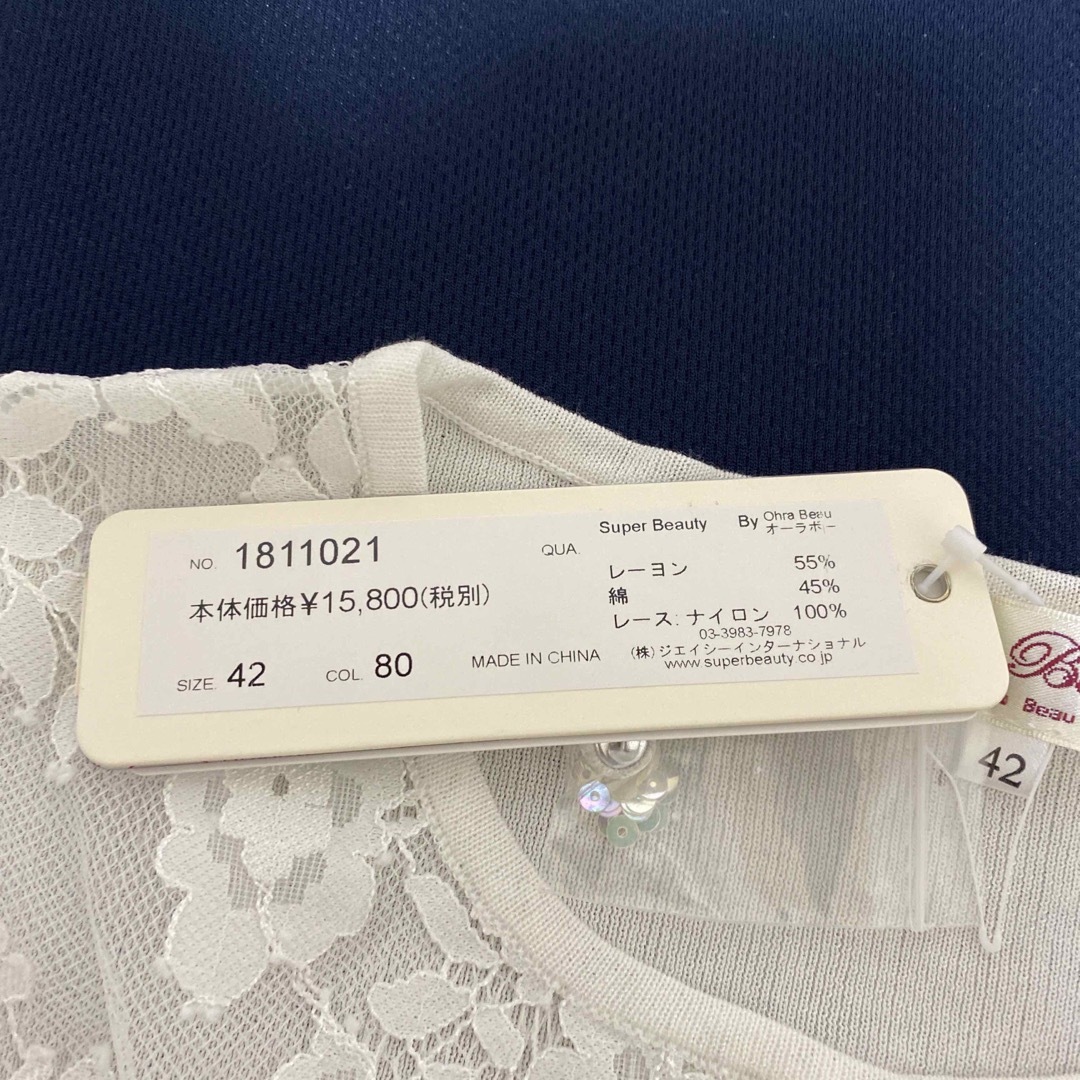 NO. 1811021
本体価格¥15,800(税別)
SIZE. 42 COL. 80 MADE IN CHINA
QUA.
Super Beauty By Ohra Beau
オーラボー
レーヨン 55%
綿 45%
レース: ナイロン 100%
03-3983-7978
(株)ジェイシーインターナショナル
www.superbeauty.co.jp
Beau
42